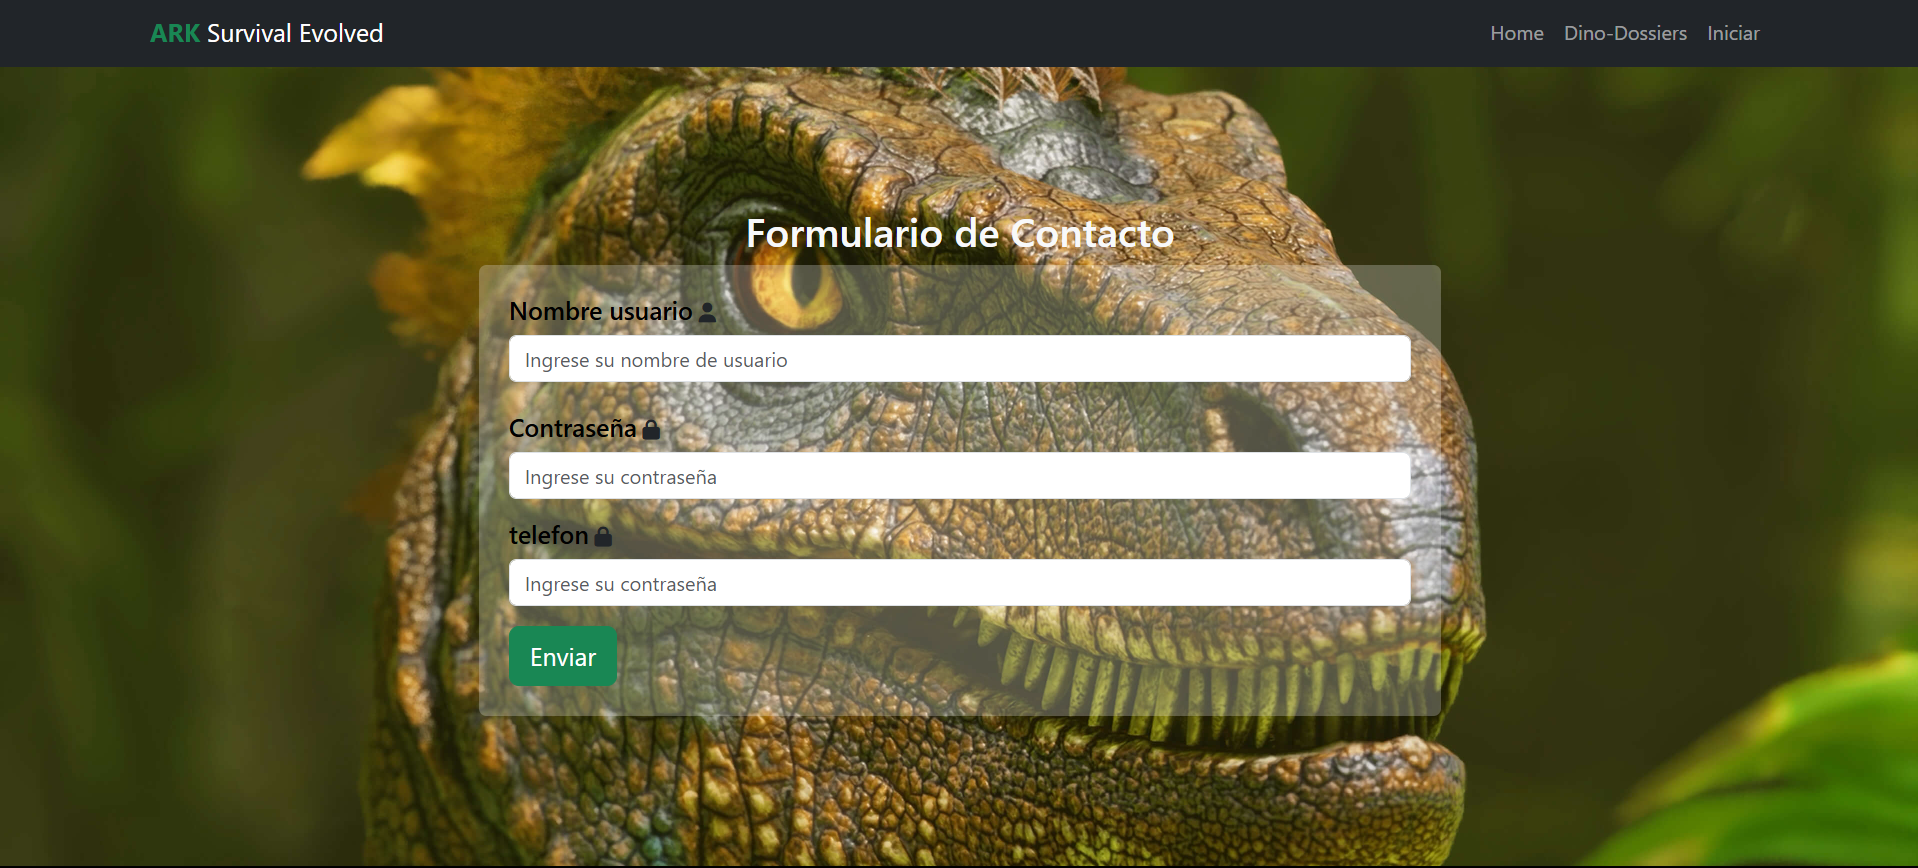 ARK Survival Evolved
Home Dino-Dossiers Iniciar
Formulario de Contacto
Nombre usuario
Ingrese su nombre de usuario
Contraseña
Ingrese su contraseña
telefon
Ingrese su contraseña
Enviar